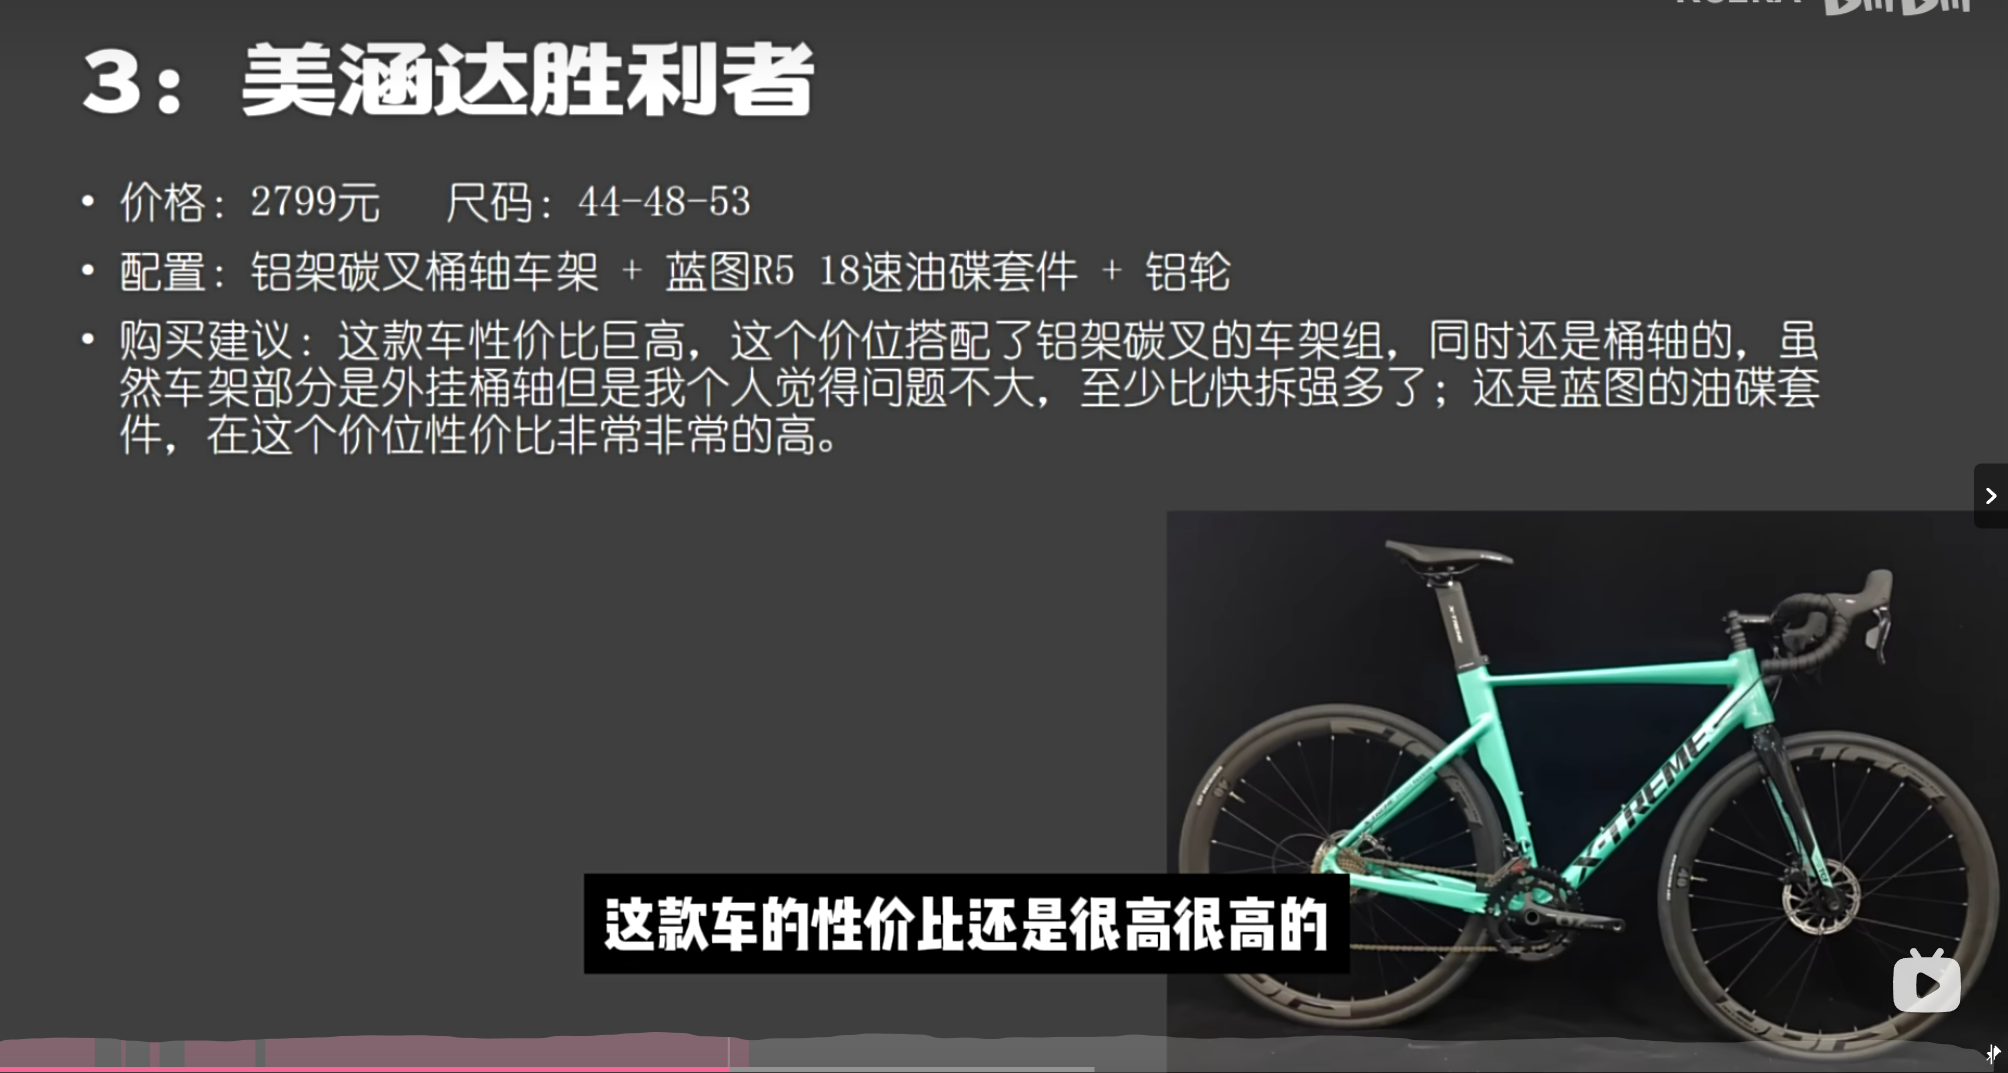 3：美涵达胜利者
• 价格：2799元 尺码：44-48-53
• 配置：铝架碳叉桶轴车架 + 蓝图R5 18速油碟套件 + 铝轮
• 购买建议：这款车性价比巨高，这个价位搭配了铝架碳叉的车架组，同时还是桶轴的，虽
然车架部分是外挂桶轴但是我个人觉得问题不大，至少比快拆强多了；还是蓝图的油碟套
件，在这个价位性价比非常非常的高。
X-TREME
X-TREME
40
40
这款车的性价比还是很高很高的